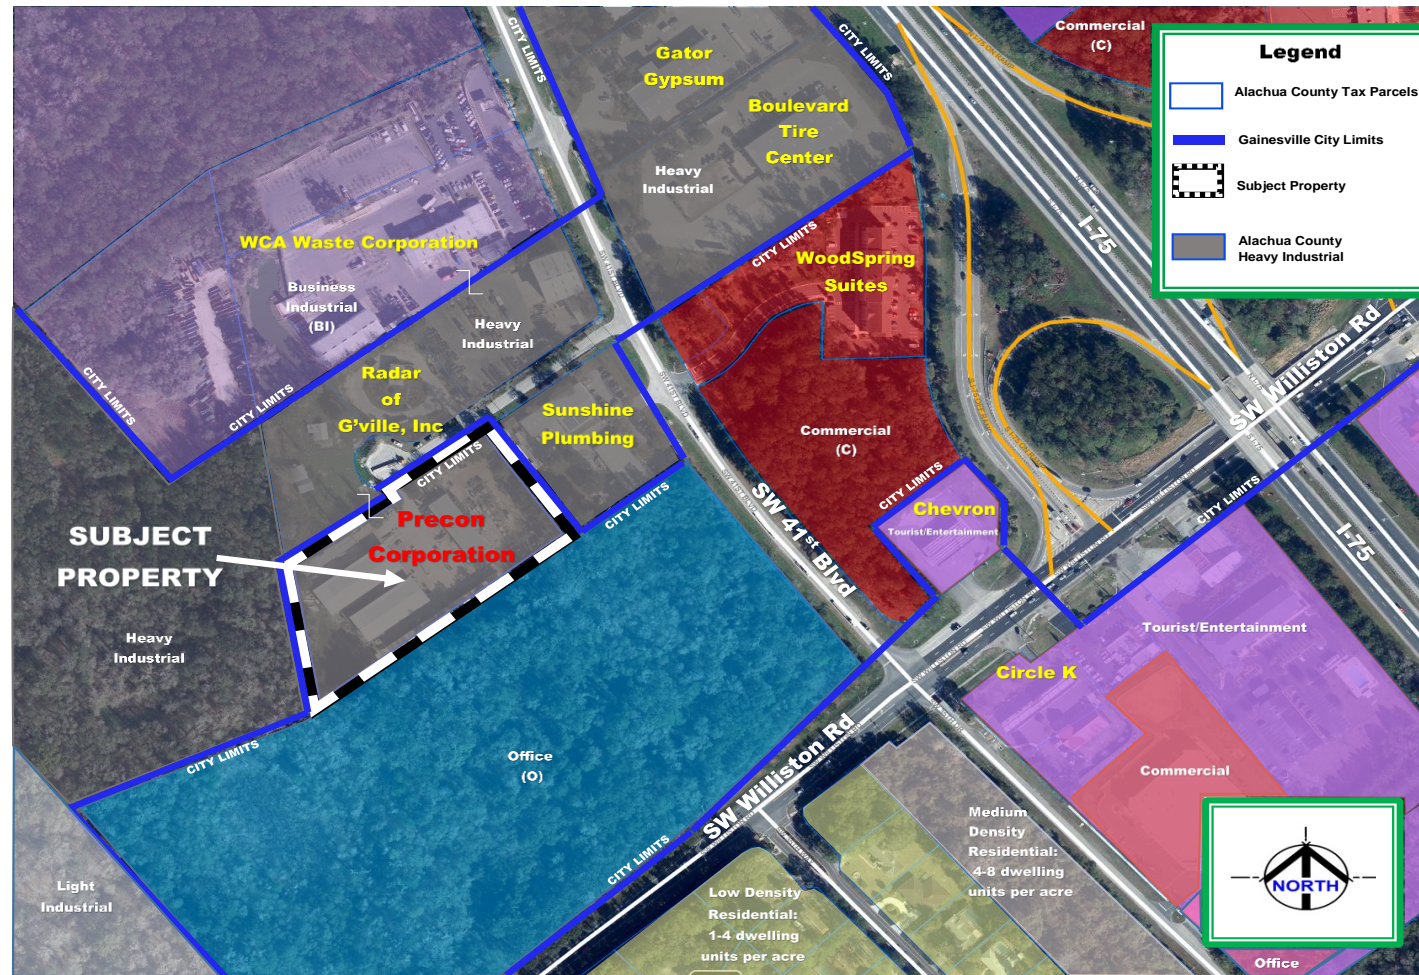 CITY LIMITS
Gator
Gypsum
CITY LIMITS
Commercial
(C)
Legend
Alachua County Tax Parcels
Gainesville City Limits
Subject Property
Alachua County
Heavy Industrial
Boulevard
Tire
Center
Heavy
Industrial
I-75
WCA Waste Corporation
CITY LIMITS
WoodSpring
Suites
Business
Industrial
(BI)
Heavy
Industrial
SW Williston Rd
CITY LIMITS
CITY LIMITS
Radar
of
G'ville, Inc
Sunshine
Plumbing
Commercial
(C)
CITY LIMITS
CITY LIMITS
CITY LIMITS
CITY LIMITS
SW 41st Blvd
Chevron
Tourist/Entertainment
I-75
Precon
Corporation
SUBJECT
PROPERTY
Heavy
Industrial
Tourist/Entertainment
Circle K
CITY LIMITS
Office
(O)
SW Williston Rd
Commercial
Medium
Density
Residential:
4-8 dwelling
units per acre
CITY LIMITS
Light
Industrial
Low Density
Residential:
1-4 dwelling
units per acre
NORTH
Office